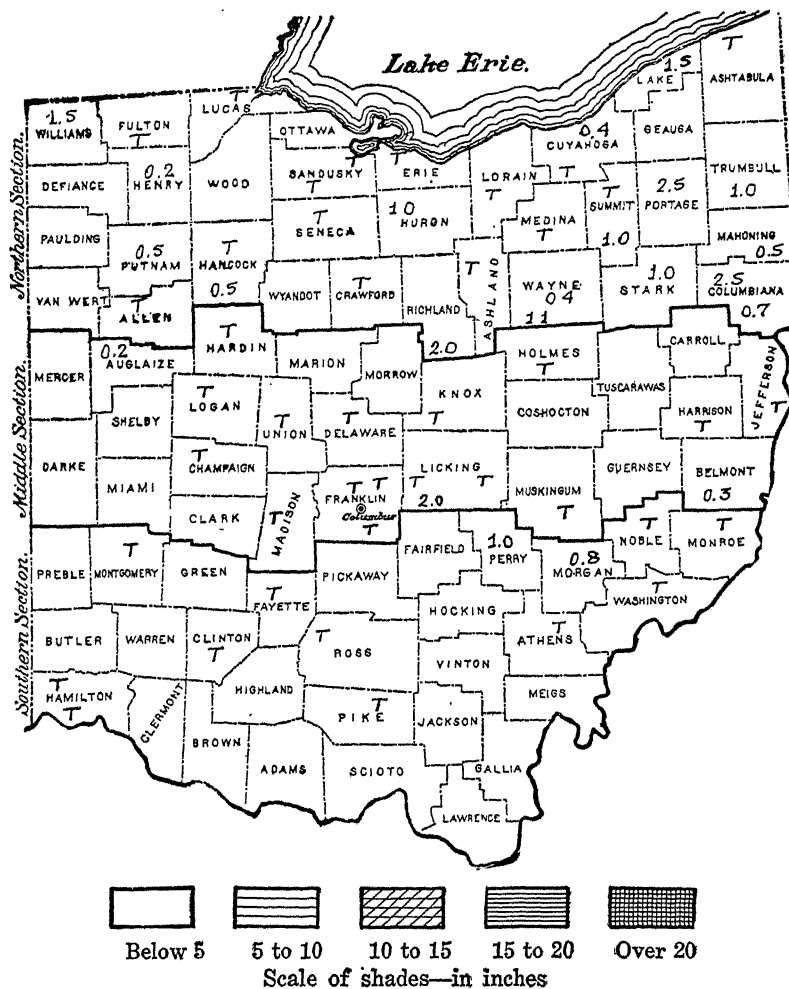 Lake Erie.
T
LAKE 1.5
ASHTABULA
1.5
WILLIAMS
T
LUCAS
FULTON
T
OTTAWA
0.4
CUYAHOGA
T
GEAUGA
DEFIANCE
0.2
HENRY
WOOD
T
SANDUSKY
T
T
ERIE
LORAIN
T
T
SUMMIT
1.0
2.5
PORTAGE
TRUMBULL
1.0
PAULDING
T
SENECA
1.0
HURON
MEDINA
T
MAHONING
0.5
0.5
PUTNAM
T
HANCOCK
0.5
VAN WERT
T
ALLEN
WYANDOT
T
CRAWFORD
RICHLAND
2.0
T
ASHLAND
WAYNE
0.4
1.1
1.0
STARK
2.5
COLUMBIANA
0.7
Northern Section.
MERCER
0.2
AUGLAIZE
T
HARDIN
MARION
MORROW
KNOX
T
HOLMES
T
CARROLL
TUSCARAWAS
JEFFERSON
T
SHELBY
T
LOGAN
T
UNION
T
DELAWARE
COSHOCTON
HARRISON
T
DARKE
T
CHAMPAIGN
T
LICKING
T
2.0
GUERNSEY
BELMONT
0.3
MIAMI
T T
FRANKLIN
Columbus
T
MUSKINGUM
T
CLARK
T
MADISON
Middle Section.
PREBLE
T
MONTGOMERY
GREEN
PICKAWAY
FAIRFIELD
1.0
PERRY
0.8
MORGAN
T
NOBLE
T
MONROE
T
FAYETTE
HOCKING
T
WASHINGTON
BUTLER
WARREN
CLINTON
T
T
ROSS
T
ATHENS
VINTON
T
HAMILTON
T
CLERMONT
HIGHLAND
T
PIKE
JACKSON
MEIGS
BROWN
ADAMS
SCIOTO
GALLIA
LAWRENCE
Southern Section.
Below 5
5 to 10
10 to 15
15 to 20
Over 20
Scale of shades—in inches